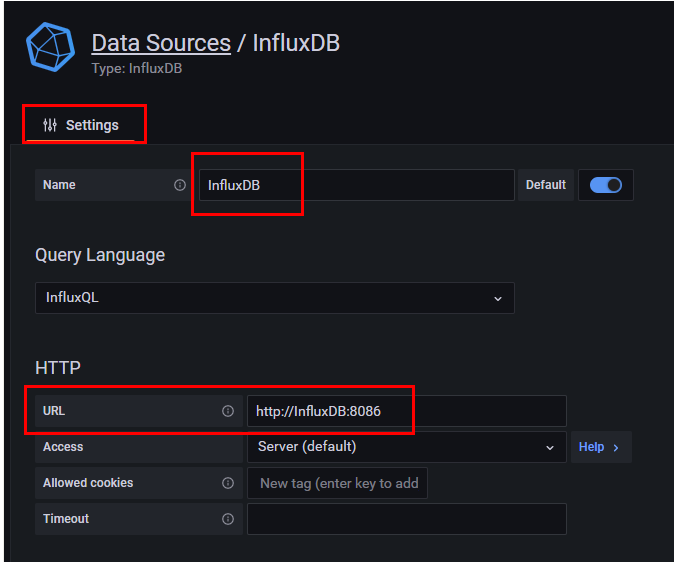 Data Sources / InfluxDB
Type: InfluxDB
Settings
Name InfluxDB Default
Query Language
InfluxQL
HTTP
URL http://InfluxDB:8086
Access Server (default) Help >
Allowed cookies New tag (enter key to add
Timeout